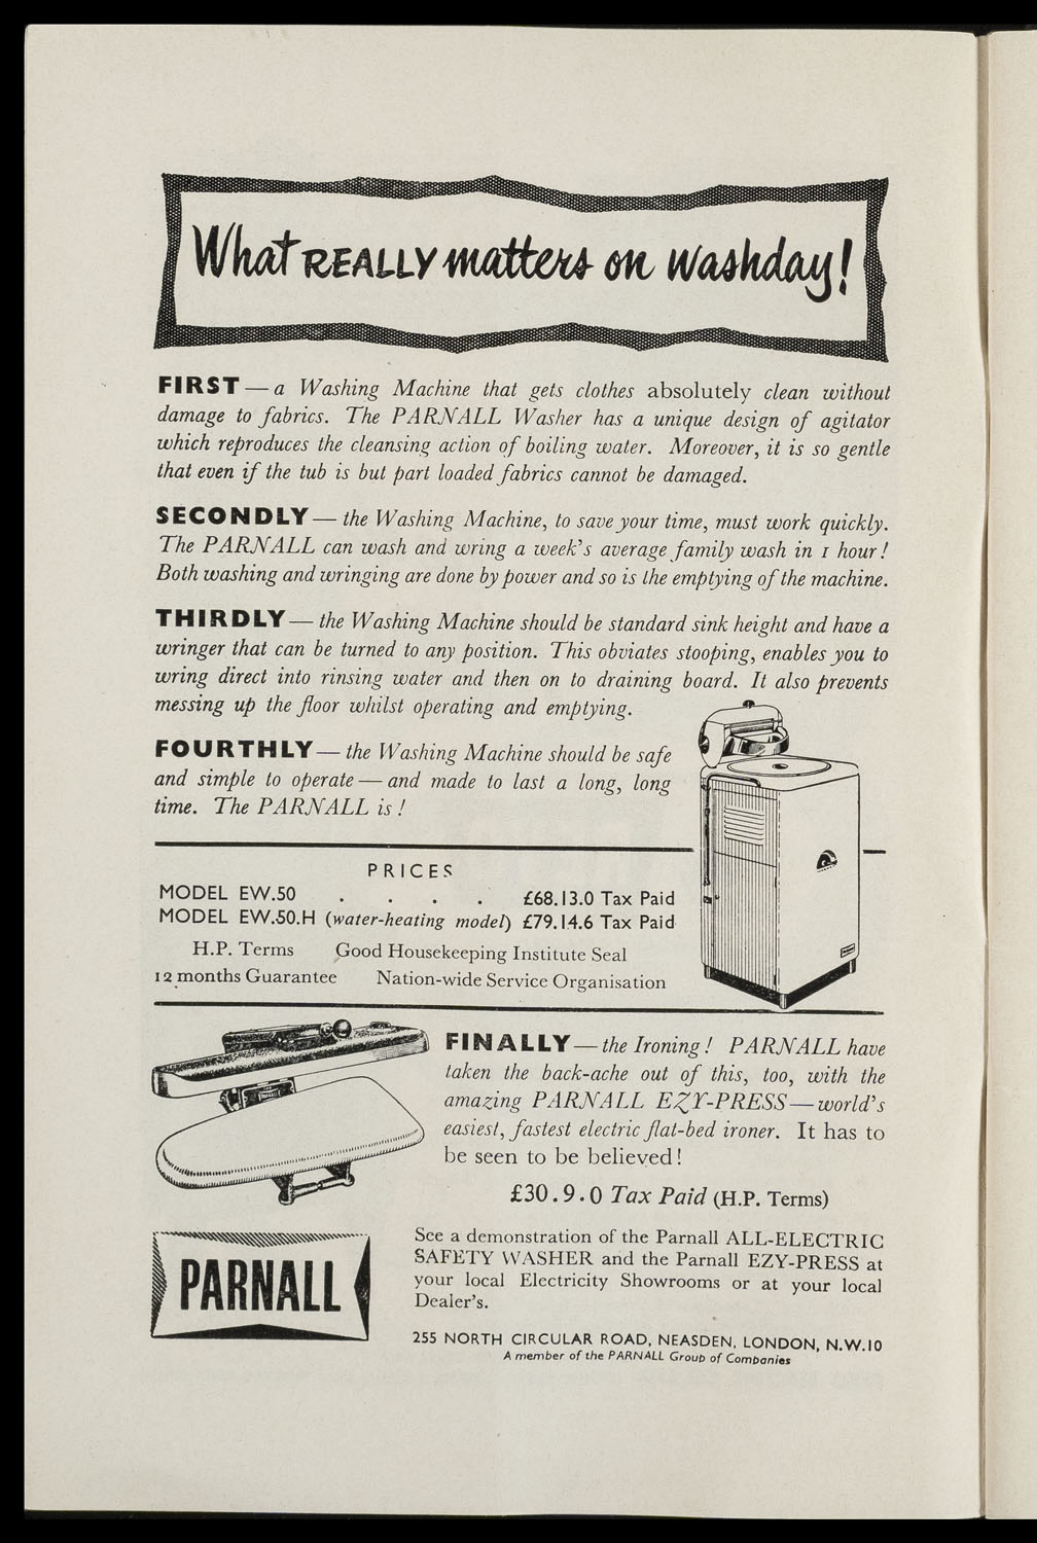 What REALLY matters on washday!
FIRST — a Washing Machine that gets clothes absolutely clean without
damage to fabrics. The PARNALL Washer has a unique design of agitator
which reproduces the cleansing action of boiling water. Moreover, it is so gentle
that even if the tub is but part loaded fabrics cannot be damaged.
SECONDLY — the Washing Machine, to save your time, must work quickly.
The PARNALL can wash and wring a week's average family wash in 1 hour!
Both washing and wringing are done by power and so is the emptying of the machine.
THIRDLY — the Washing Machine should be standard sink height and have a
wringer that can be turned to any position. This obviates stooping, enables you to
wring direct into rinsing water and then on to draining board. It also prevents
messing up the floor whilst operating and emptying.
FOURTHLY — the Washing Machine should be safe
and simple to operate — and made to last a long, long
time. The PARNALL is !
PRICES
MODEL EW.50 . . . . £68.13.0 Tax Paid
MODEL EW.50.H (water-heating model) £79.14.6 Tax Paid
H.P. Terms Good Housekeeping Institute Seal
12 months Guarantee Nation-wide Service Organisation
FINALLY — the Ironing ! PARNALL have
taken the back-ache out of this, too, with the
amazing PARNALL EZY-PRESS — world's
easiest, fastest electric flat-bed ironer. It has to
be seen to be believed !
£30.9.0 Tax Paid (H.P. Terms)
PARNALL
See a demonstration of the Parnall ALL-ELECTRIC
SAFETY WASHER and the Parnall EZY-PRESS at
your local Electricity Showrooms or at your local
Dealer's.
255 NORTH CIRCULAR ROAD, NEASDEN, LONDON, N.W.10
A member of the PARNALL Group of Companies